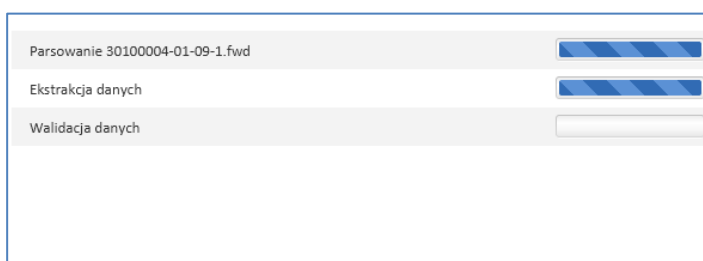 Parsowanie 30100004-01-09-1.fwd
Ekstrakcja danych
Walidacja danych